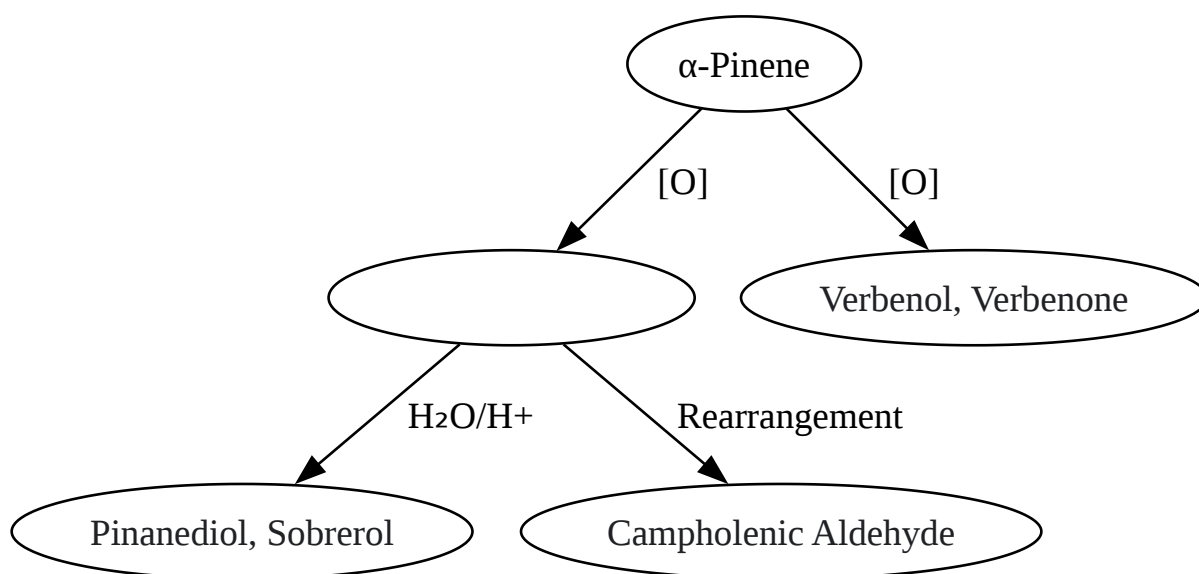 α-Pinene
[O]
[O]
Verbenol, Verbenone
H₂O/H+
Rearrangement
Pinanediol, Sobrerol
Campholenic Aldehyde